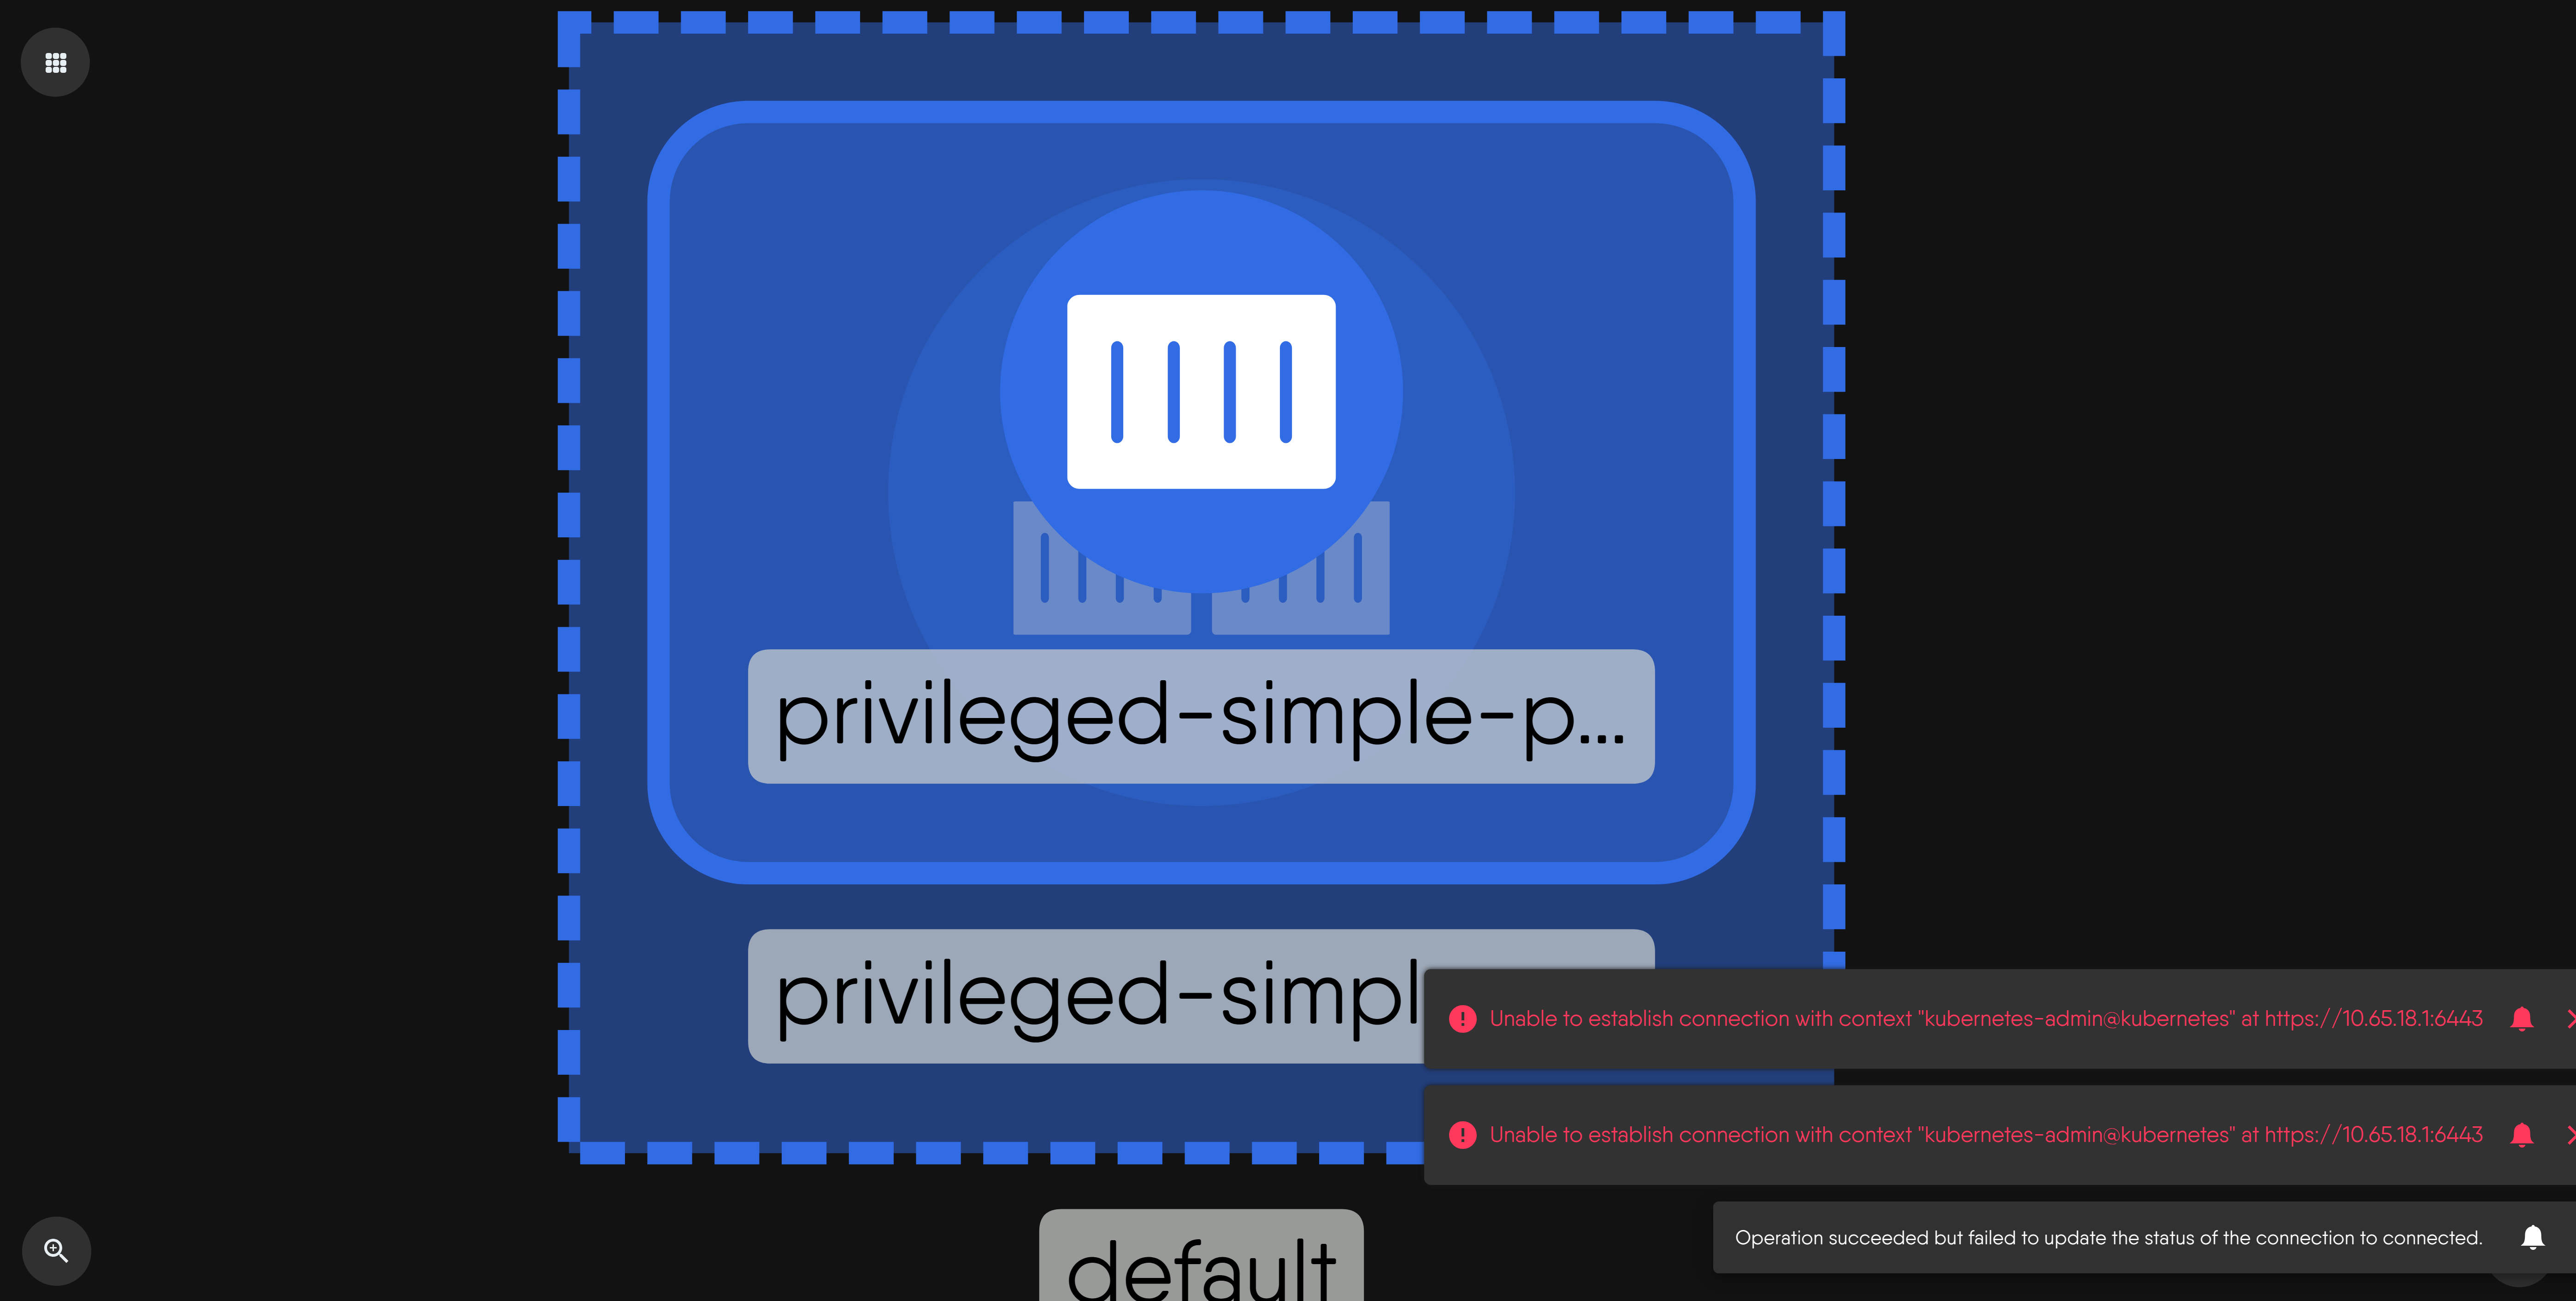 privileged-simple-p...
privileged-simpl
Unable to establish connection with context "kubernetes-admin@kubernetes" at https://10.65.18.1:6443
Unable to establish connection with context "kubernetes-admin@kubernetes" at https://10.65.18.1:6443
Operation succeeded but failed to update the status of the connection to connected.
default